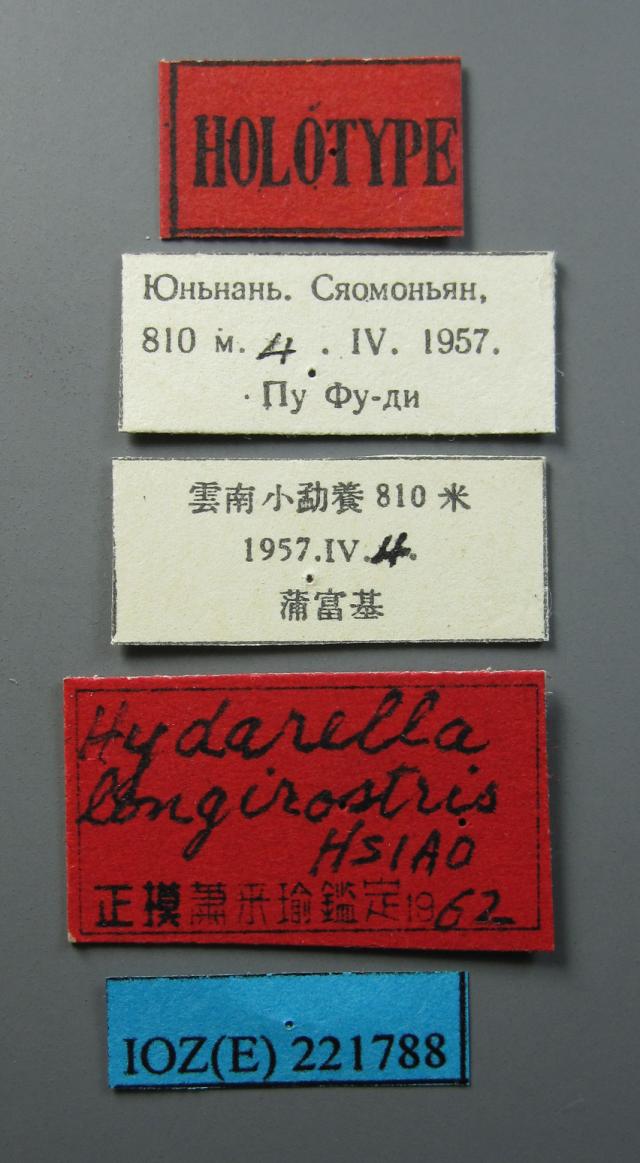 HOLOTYPE
Юньнань. Сяомоньян,
810 м. 4 . IV. 1957.
Пу Фу-ди
雲南小勐養 810 米
1957.IV.4.
蒲富基
Hydarella
longirostris
HSIAO
正模 蕭采瑜鑑定 1962
IOZ(E) 221788